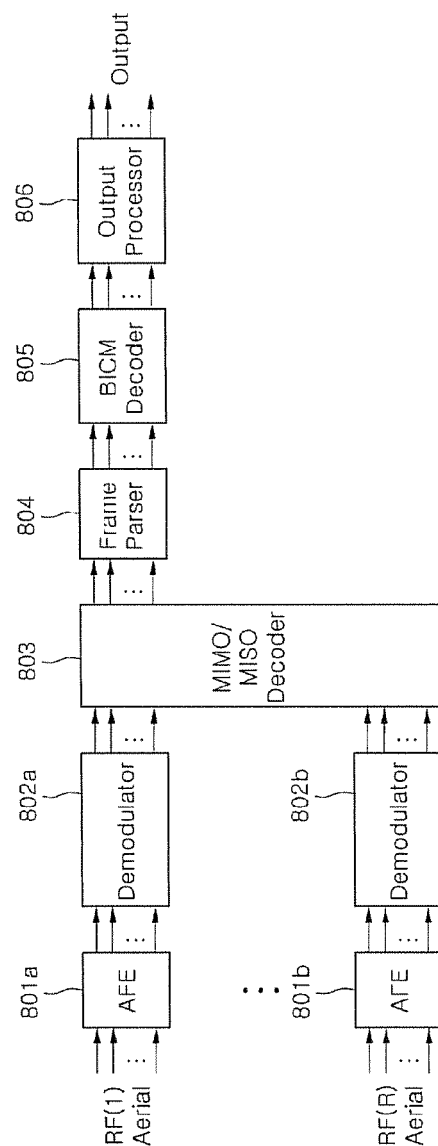 RF(1)
Aerial
801a
AFE
802a
Demodulator
803
MIMO/
MISO
Decoder
804
Frame
Parser
805
BICM
Decoder
806
Output
Processor
Output
RF(R)
Aerial
801b
AFE
802b
Demodulator